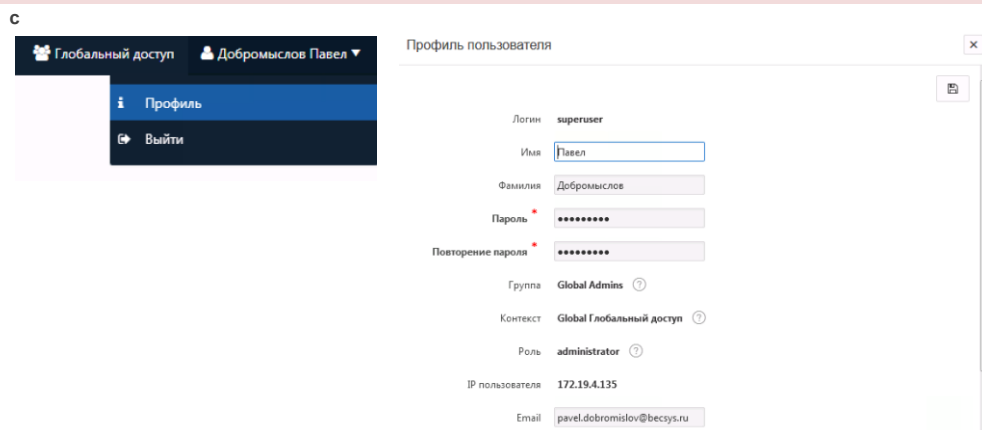 с
Глобальный доступ Добромыслов Павел ▼
Профиль
Выйти
Профиль пользователя
Логин superuser
Имя Павел
Фамилия Добромыслов
Пароль * •••••••••
Повторение пароля * •••••••••
Группа Global Admins ?
Контекст Global Глобальный доступ ?
Роль administrator ?
IP пользователя 172.19.4.135
Email pavel.dobromislov@becsys.ru